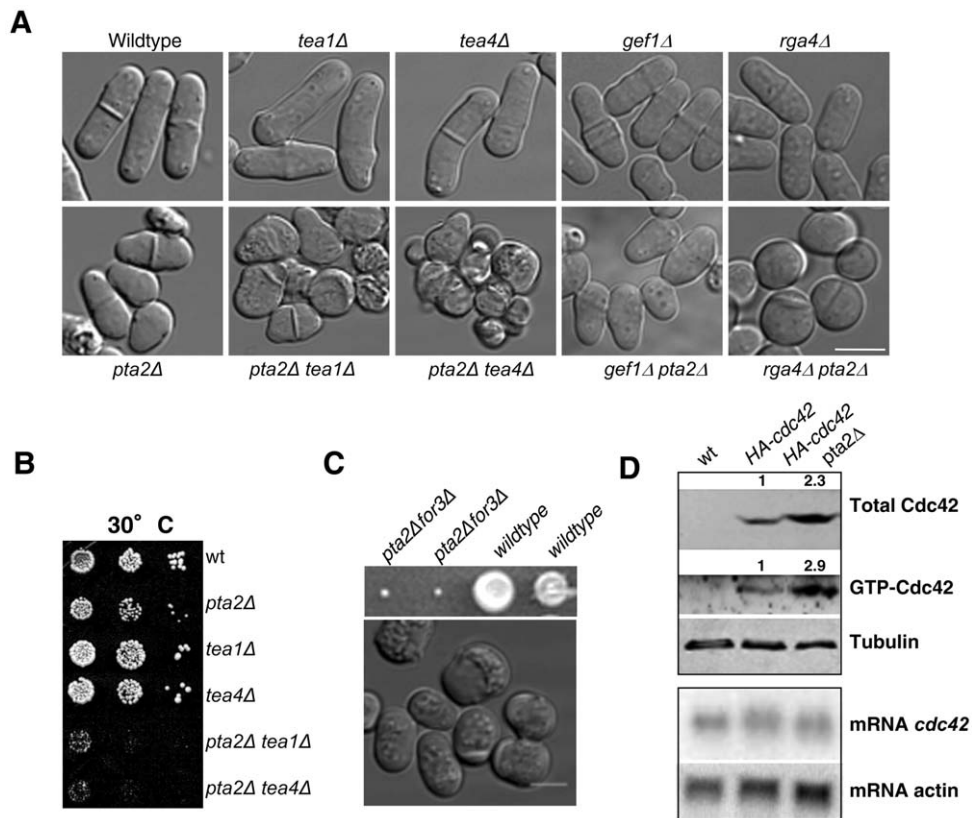 A
Wildtype tea1Δ tea4Δ gef1Δ rga4Δ
pta2Δ pta2Δ tea1Δ pta2Δ tea4Δ gef1Δ pta2Δ rga4Δ pta2Δ
B
30° C
wt
pta2Δ
tea1Δ
tea4Δ
pta2Δ tea1Δ
pta2Δ tea4Δ
C
pta2Δfor3Δ pta2Δfor3Δ wildtype wildtype
D
wt HA-cdc42 HA-cdc42 pta2Δ
1 2.3
Total Cdc42
1 2.9
GTP-Cdc42
Tubulin
mRNA cdc42
mRNA actin